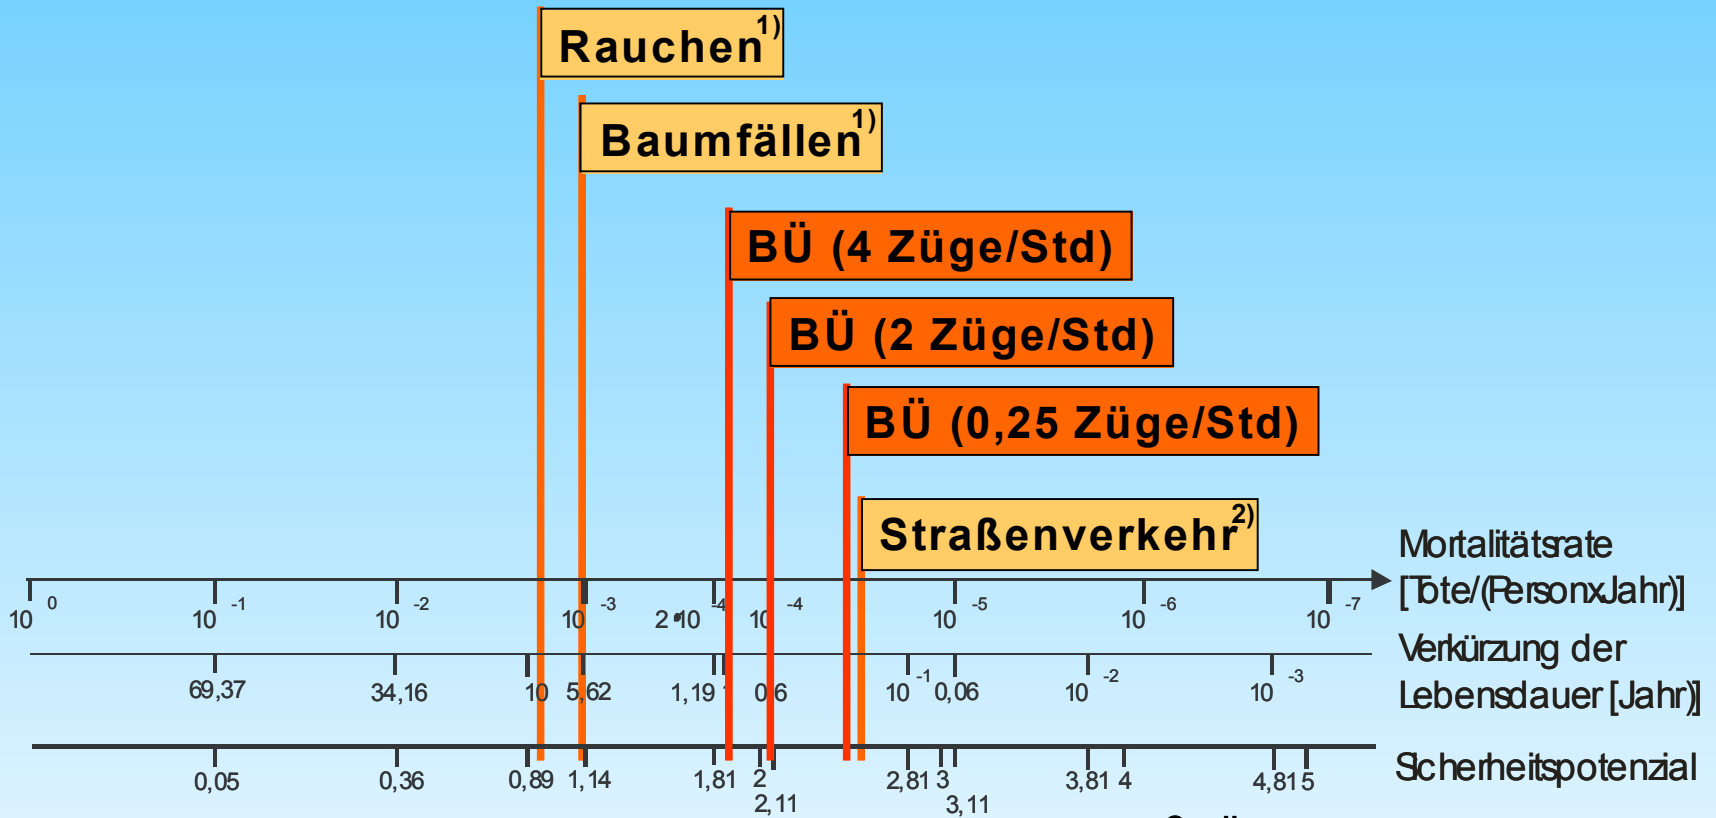 Rauchen 1)
Baumfällen 1)
BÜ (4 Züge/Std)
BÜ (2 Züge/Std)
BÜ (0,25 Züge/Std)
Straßenverkehr 2)
Mortalitätsrate
[Tote/(PersonxJahr)]
10 0 10 -1 10 -2 10 -3 2•10 -4 10 -4 10 -5 10 -6 10 -7
Verkürzung der
Lebensdauer [Jahr)]
69,37 34,16 10 5,62 1,19 1 0,6 10 -1 0,06 10 -2 10 -3
Sicherheitspotenzial
0,05 0,36 0,89 1,14 1,81 2 2,81 3 3,81 4 4,81 5
2,11 3,11